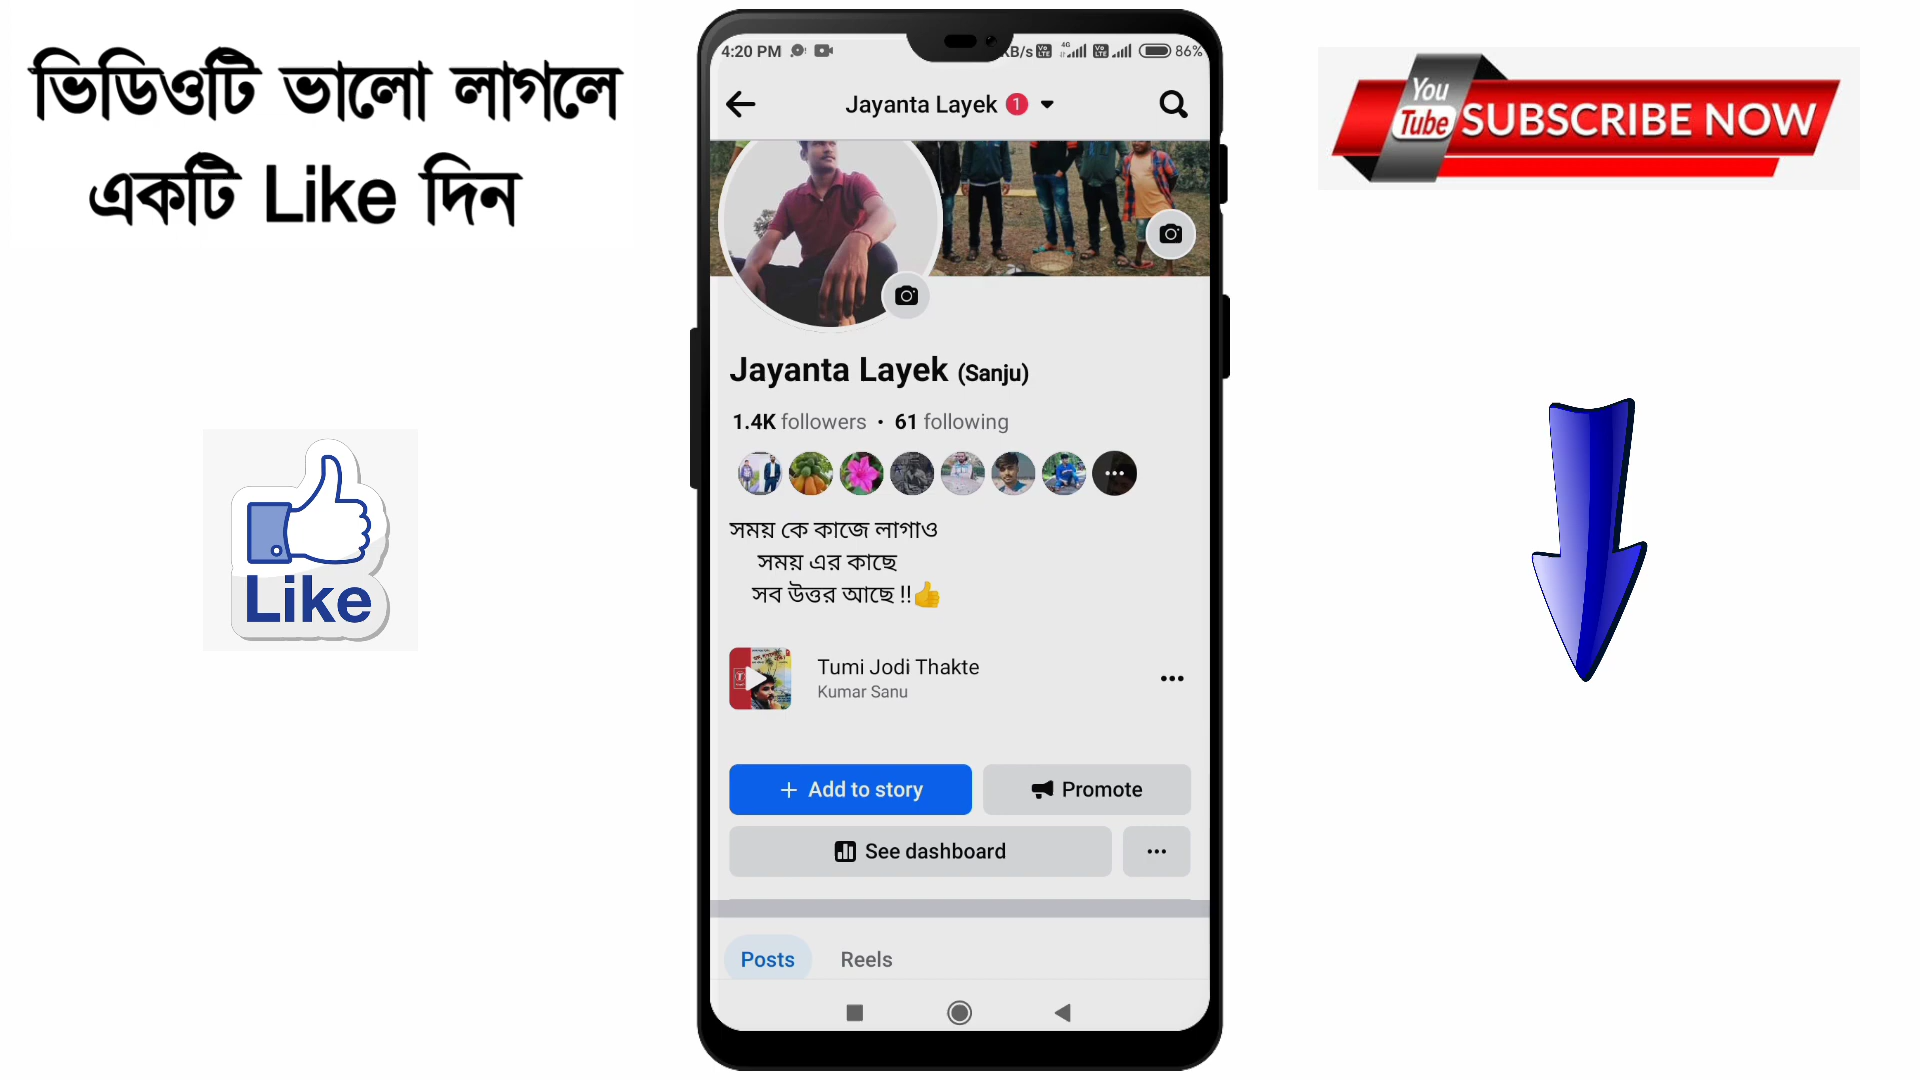 ভিডিওটি ভালো লাগলে
একটি Like দিন
Like
4:20 PM
KB/s
4G
86%
Jayanta Layek 1
Jayanta Layek (Sanju)
1.4K followers • 61 following
সময় কে কাজে লাগাও
সময় এর কাছে
সব উত্তর আছে !!👍
Tumi Jodi Thakte
Kumar Sanu
+ Add to story
Promote
See dashboard
Posts
Reels
You
Tube
SUBSCRIBE NOW